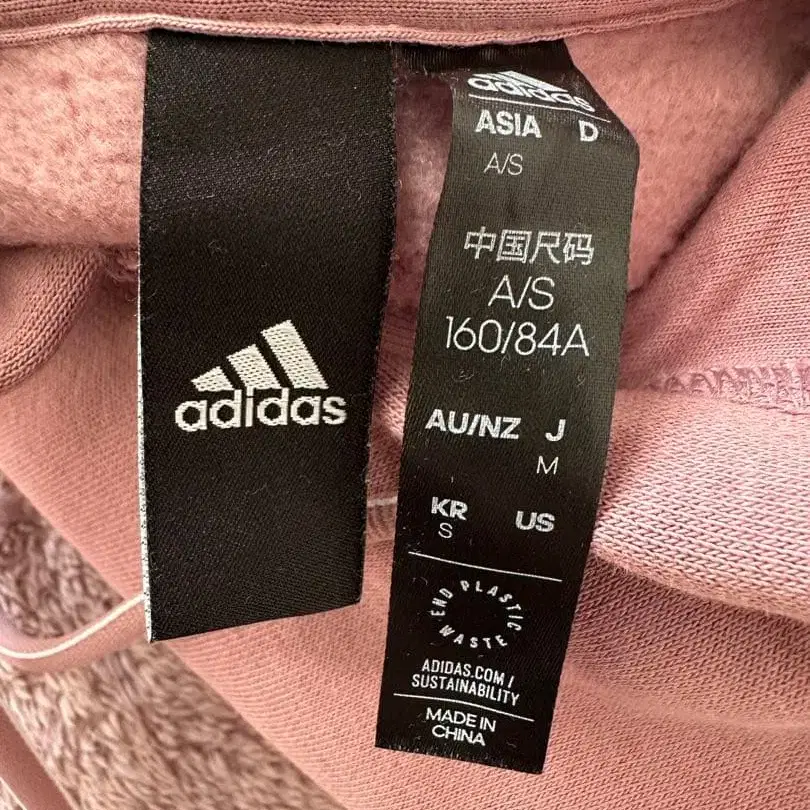 adidas
adidas
ASIA D
A/S
中国尺码
A/S
160/84A
AU/NZ J
M
KR US
S
END PLASTIC WASTE
ADIDAS.COM/
SUSTAINABILITY
MADE IN
CHINA